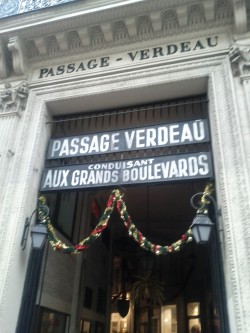 PASSAGE - VERDEAU
PASSAGE VERDEAU
CONDUISANT
AUX GRANDS BOULEVARDS